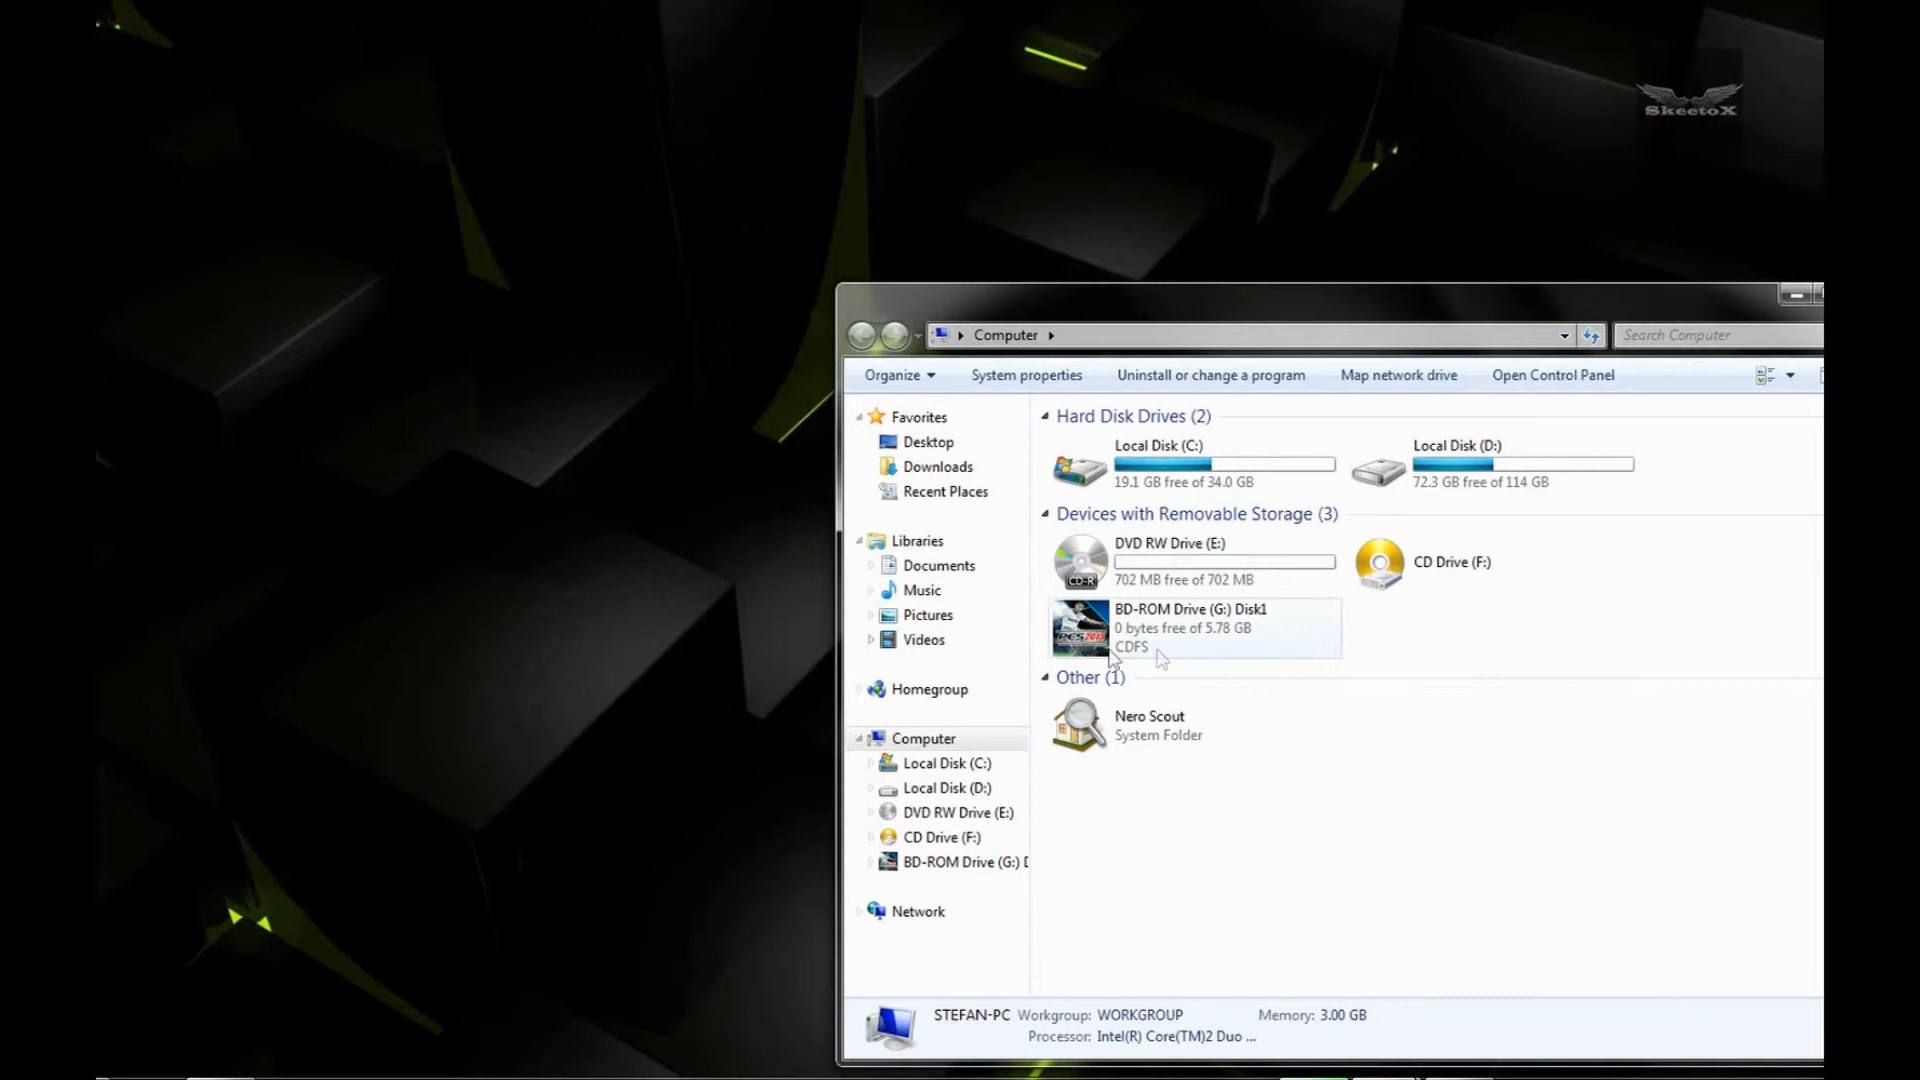 SkeetoX
Computer
Search Computer
Organize
System properties
Uninstall or change a program
Map network drive
Open Control Panel
Favorites
Desktop
Downloads
Recent Places
Libraries
Documents
Music
Pictures
Videos
Homegroup
Computer
Local Disk (C:)
Local Disk (D:)
DVD RW Drive (E:)
CD Drive (F:)
BD-ROM Drive (G:) D
Network
Hard Disk Drives (2)
Local Disk (C:)
19.1 GB free of 34.0 GB
Local Disk (D:)
72.3 GB free of 114 GB
Devices with Removable Storage (3)
DVD RW Drive (E:)
CD-R
702 MB free of 702 MB
CD Drive (F:)
BD-ROM Drive (G:) Disk1
PES2013
0 bytes free of 5.78 GB
CDFS
Other (1)
Nero Scout
System Folder
STEFAN-PC Workgroup: WORKGROUP Memory: 3.00 GB
Processor: Intel(R) Core(TM)2 Duo ...